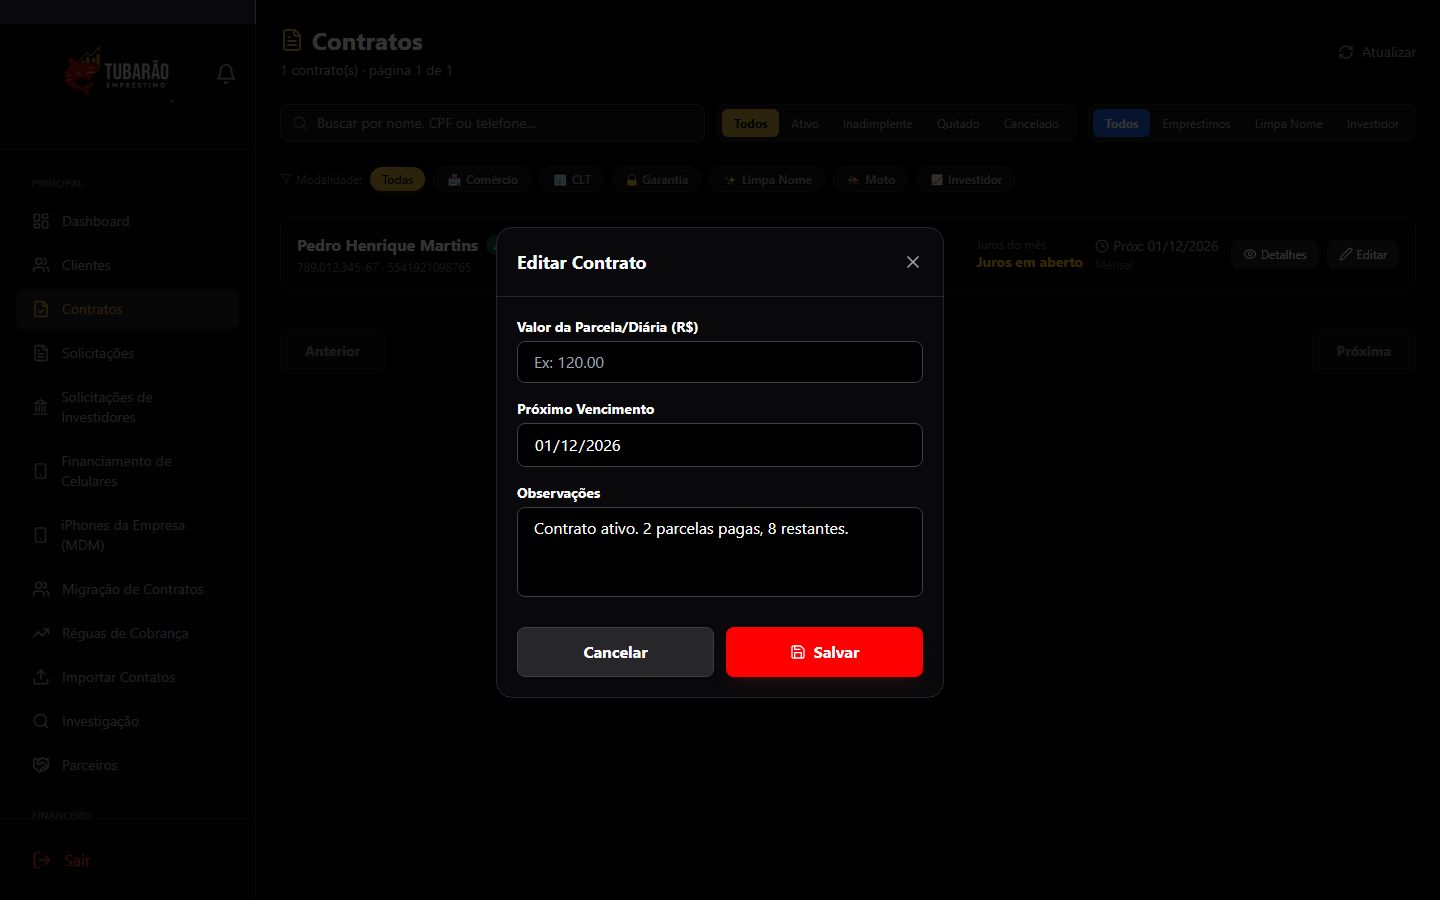 TUBARÃO
EMPRÉSTIMO
PRINCIPAL
Dashboard
Clientes
Contratos
Solicitações
Solicitações de
Investidores
Financiamento de
Celulares
iPhones da Empresa
(MDM)
Migração de Contratos
Réguas de Cobrança
Importar Contatos
Investigação
Parceiros
FINANCEIRO
Sair
Contratos
1 contrato(s) · página 1 de 1
Atualizar
Buscar por nome, CPF ou telefone...
Todos Ativo Inadimplente Quitado Cancelado
Todos Empréstimos Limpa Nome Investidor
Modalidade: Todas Comércio CLT Garantia Limpa Nome Moto Investidor
Pedro Henrique Martins
789.012.345-67 · 5541921098765
Juros do mês
Juros em aberto
Próx: 01/12/2026
Mensal
Detalhes
Editar
Anterior
Próxima
Editar Contrato
Valor da Parcela/Diária (R$)
Ex: 120.00
Próximo Vencimento
01/12/2026
Observações
Contrato ativo. 2 parcelas pagas, 8 restantes.
Cancelar
Salvar